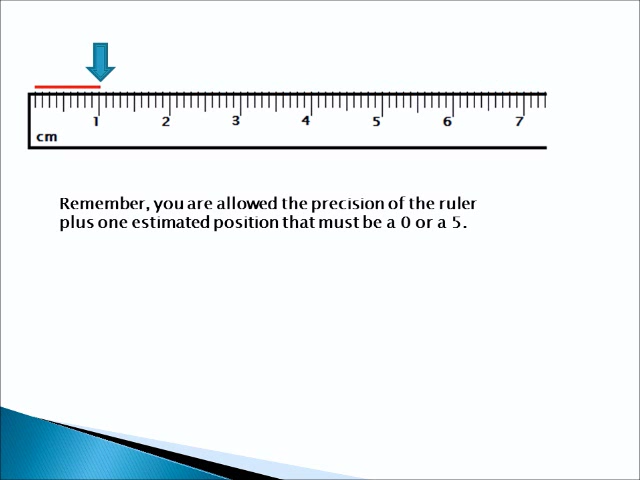 1 2 3 4 5 6 7
cm
Remember, you are allowed the precision of the ruler
plus one estimated position that must be a 0 or a 5.